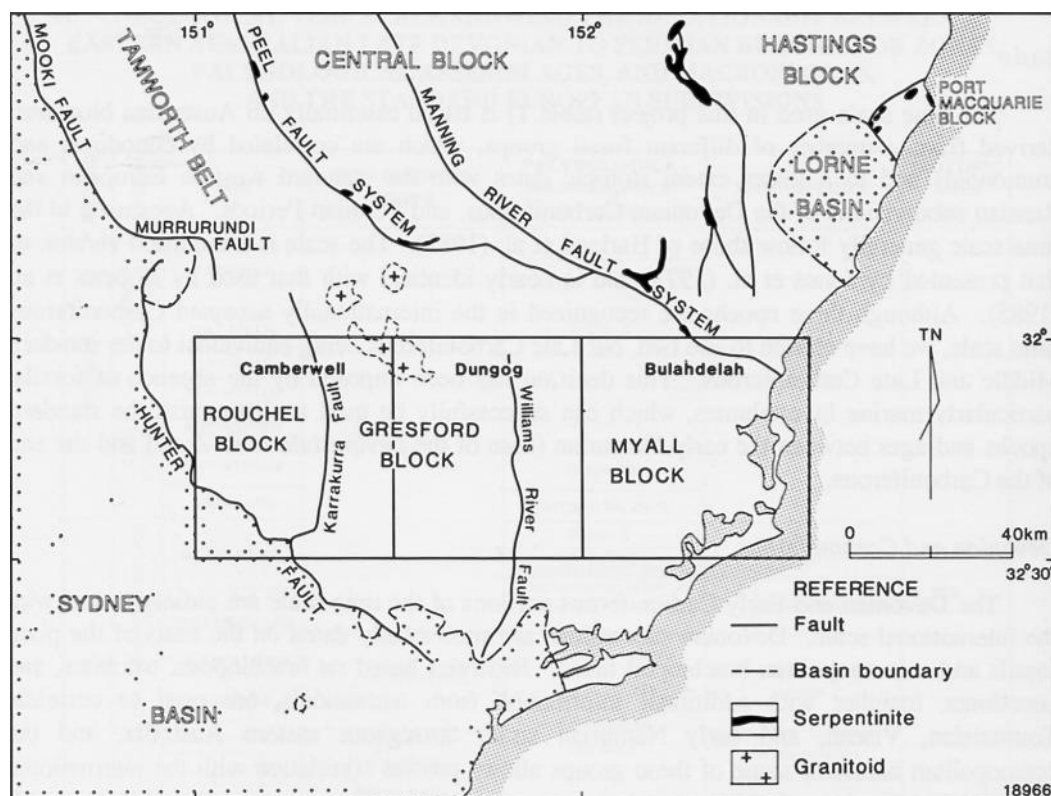 151°
152°
MOOKI FAULT
TAMWORTH BELT
PEEL FAULT SYSTEM
CENTRAL BLOCK
MANNING RIVER FAULT SYSTEM
HASTINGS
BLOCK
PORT
MACQUARIE
BLOCK
LORNE
BASIN
MURRURUNDI
FAULT
TN
32°
Camberwell
Dungog
Bulahdelah
HUNTER FAULT
ROUCHEL
BLOCK
Karrakurra Fault
GRESFORD
BLOCK
Williams River Fault
MYALL
BLOCK
0 40km
32°30'
REFERENCE
Fault
Basin boundary
Serpentinite
Granitoid
SYDNEY
BASIN
18966